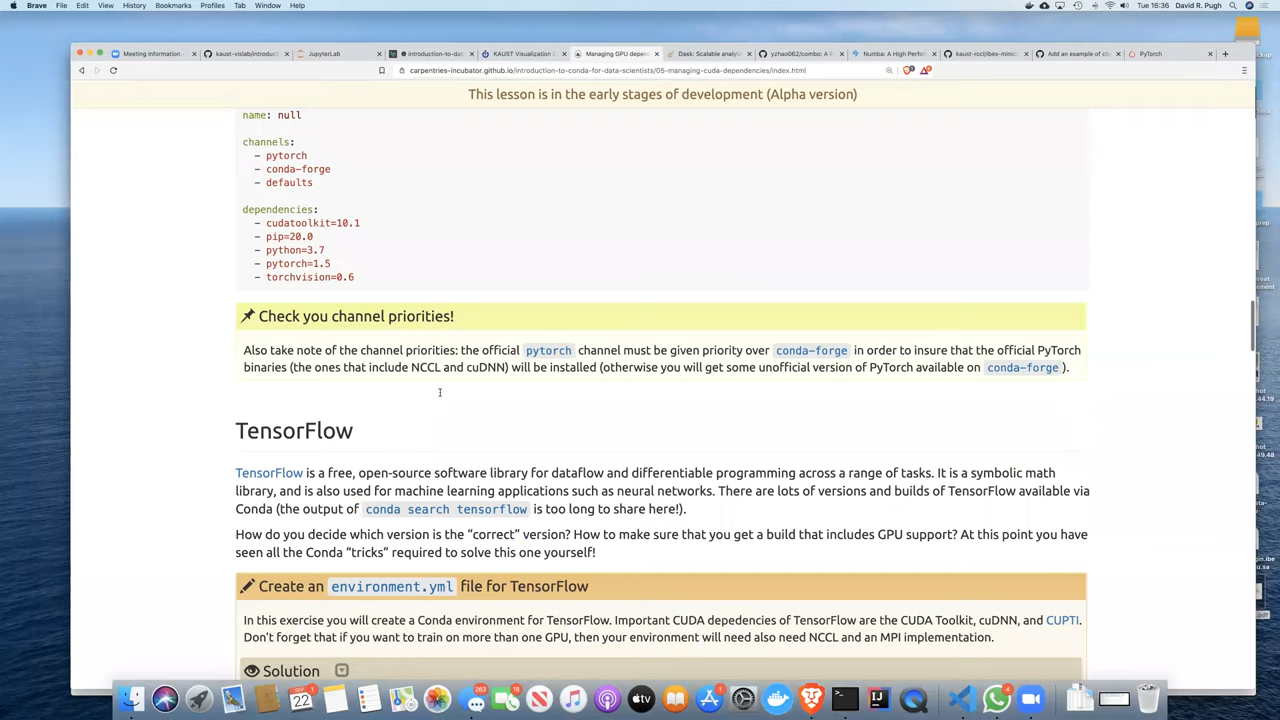 Brave File Edit View History Bookmarks Profiles Tab Window Help Tue 16:36 David R. Pugh
Meeting Information - kaust-vislab/introduct JupyterLab introduction-to-dat KAUST Visualization C Managing GPU depen Dask: Scalable analyti yzhao062/combo: A P Numba: A High Perfor kaust-rccl/ibex-minic Add an example of cl PyTorch
carpentries-incubator.github.io/introduction-to-conda-for-data-scientists/05-managing-cuda-dependencies/index.html
This lesson is in the early stages of development (Alpha version)
name: null
channels:
- pytorch
- conda-forge
- defaults
dependencies:
- cudatoolkit=10.1
- pip=20.0
- python=3.7
- pytorch=1.5
- torchvision=0.6
Check you channel priorities!
Also take note of the channel priorities: the official pytorch channel must be given priority over conda-forge in order to insure that the official PyTorch
binaries (the ones that include NCCL and cuDNN) will be installed (otherwise you will get some unofficial version of PyTorch available on conda-forge).
TensorFlow
TensorFlow is a free, open-source software library for dataflow and differentiable programming across a range of tasks. It is a symbolic math
library, and is also used for machine learning applications such as neural networks. There are lots of versions and builds of TensorFlow available via
Conda (the output of conda search tensorflow is too long to share here!).
How do you decide which version is the “correct” version? How to make sure that you get a build that includes GPU support? At this point you have
seen all the Conda “tricks” required to solve this one yourself!
Create an environment.yml file for TensorFlow
In this exercise you will create a Conda environment for TensorFlow. Important CUDA depedencies of TensorFlow are the CUDA Toolkit, cuDNN, and CUPTI.
Don’t forget that if you want to train on more than one GPU, then your environment will need also need NCCL and an MPI implementation.
Solution